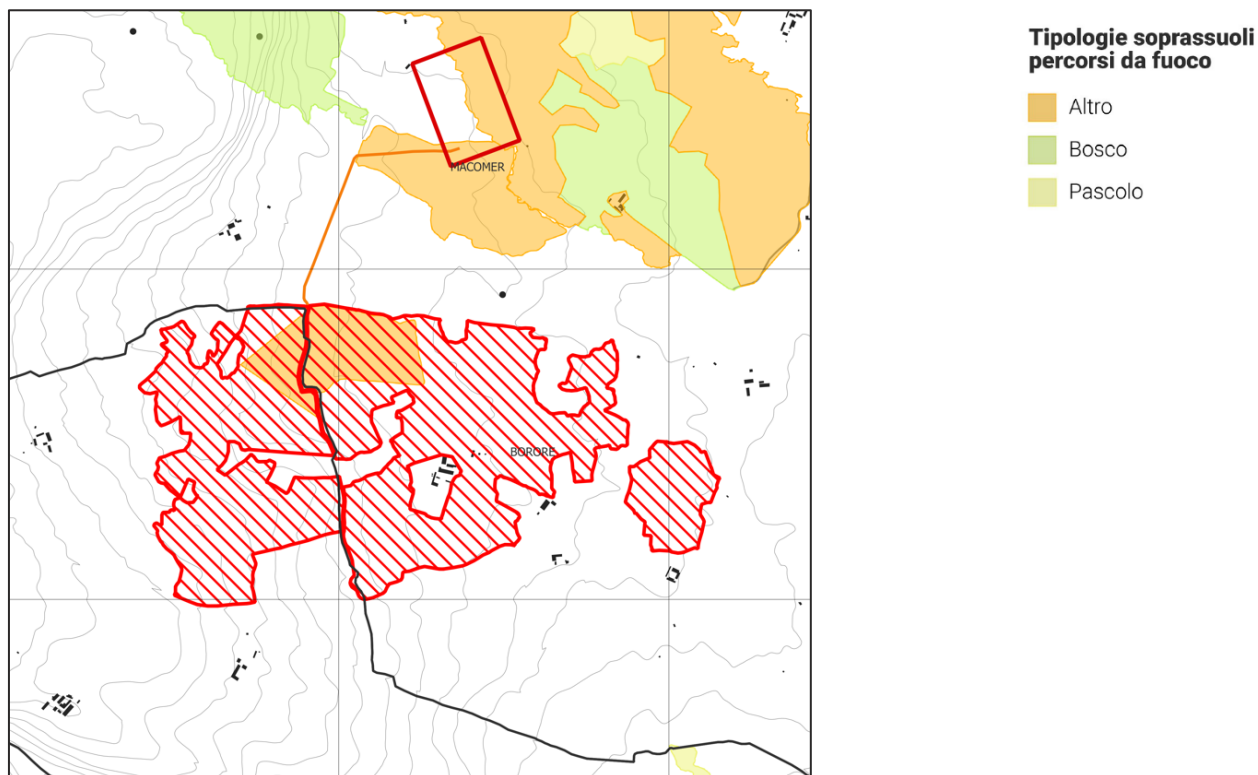 Tipologie soprassuoli
percorsi da fuoco
Altro
Bosco
Pascolo
MACOMER
BORORE